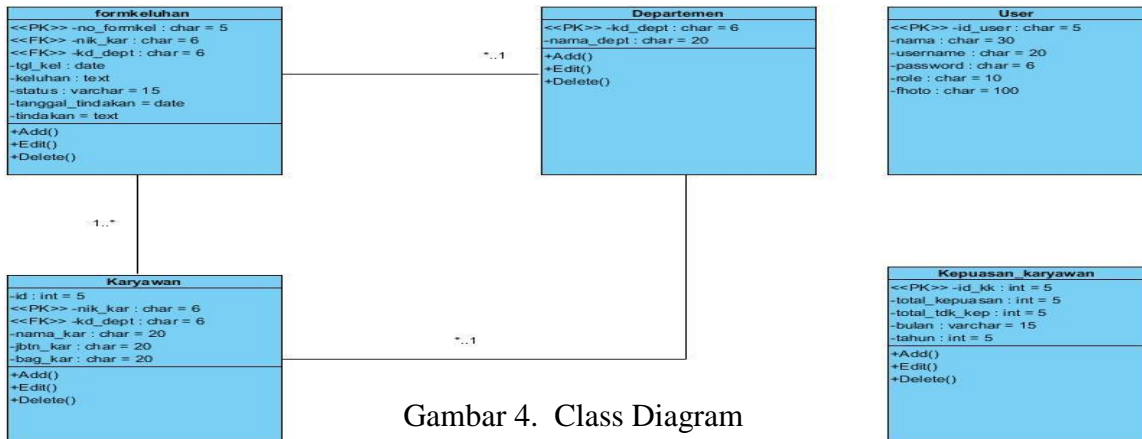 formkeluhan
<<PK>> -no_formkel : char = 5
<<FK>> -nik_kar : char = 6
<<FK>> -kd_dept : char = 6
-tgl_kel : date
-keluhan : text
-status : varchar = 15
-tanggal_tindakan = date
-tindakan = text
+Add()
+Edit()
+Delete()
*..1
Departemen
<<PK>> -kd_dept : char = 6
-nama_dept : char = 20
+Add()
+Edit()
+Delete()
User
<<PK>> -id_user : char = 5
-nama : char = 30
-username : char = 20
-password : char = 6
-role : char = 10
-fhoto : char = 100
1..*
Karyawan
-id : int = 5
<<PK>> -nik_kar : char = 6
<<FK>> -kd_dept : char = 6
-nama_kar : char = 20
-jbtn_kar : char = 20
-bag_kar : char = 20
+Add()
+Edit()
+Delete()
*..1
Kepuasan_karyawan
<<PK>> -id_kk : int = 5
-total_kepuasan : int = 5
-total_tdk_kep : int = 5
-bulan : varchar = 15
-tahun : int = 5
+Add()
+Edit()
+Delete()
Gambar 4. Class Diagram